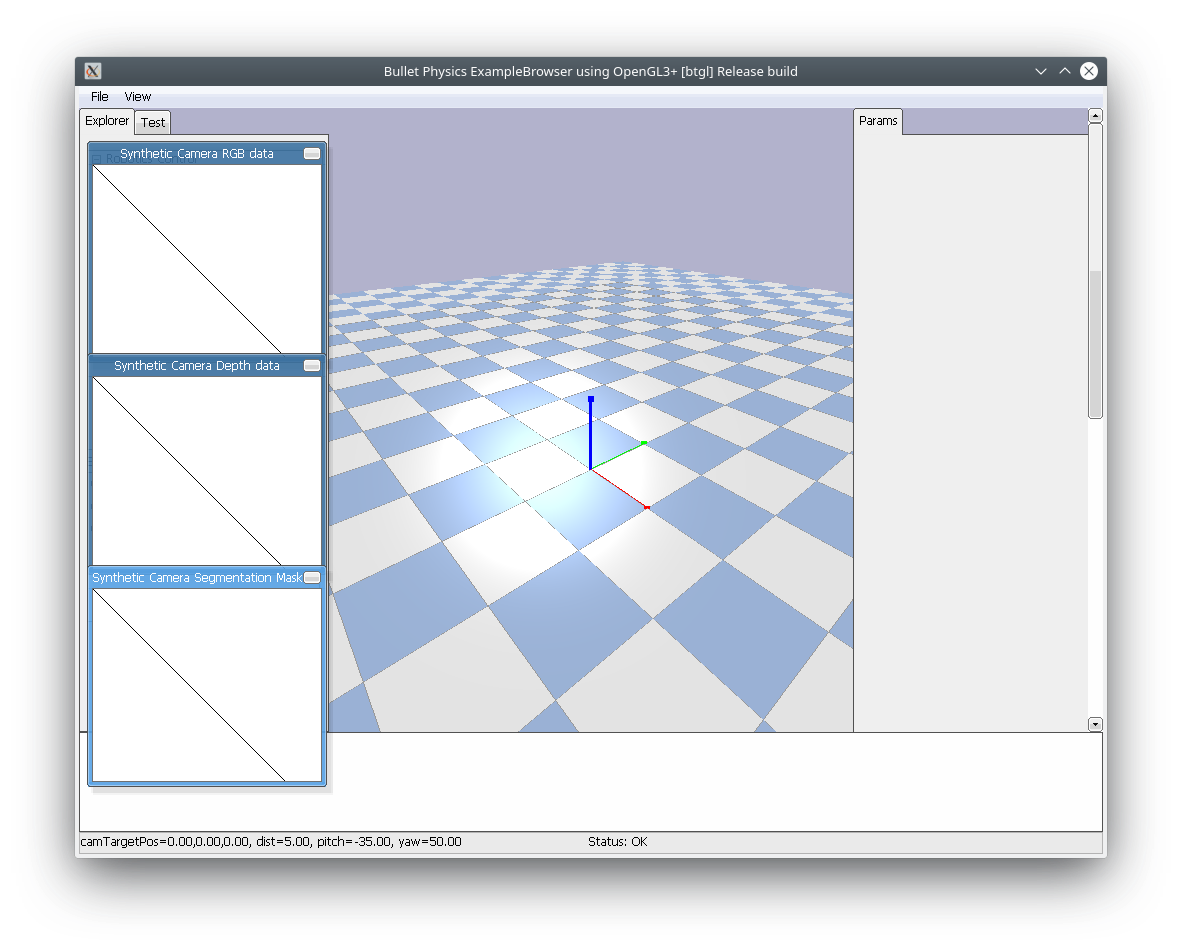 Bullet Physics ExampleBrowser using OpenGL3+ [btgl] Release build
File View
Explorer Test
Params
Synthetic Camera RGB data
Synthetic Camera Depth data
Synthetic Camera Segmentation Mask
camTargetPos=0.00,0.00,0.00, dist=5.00, pitch=-35.00, yaw=50.00
Status: OK